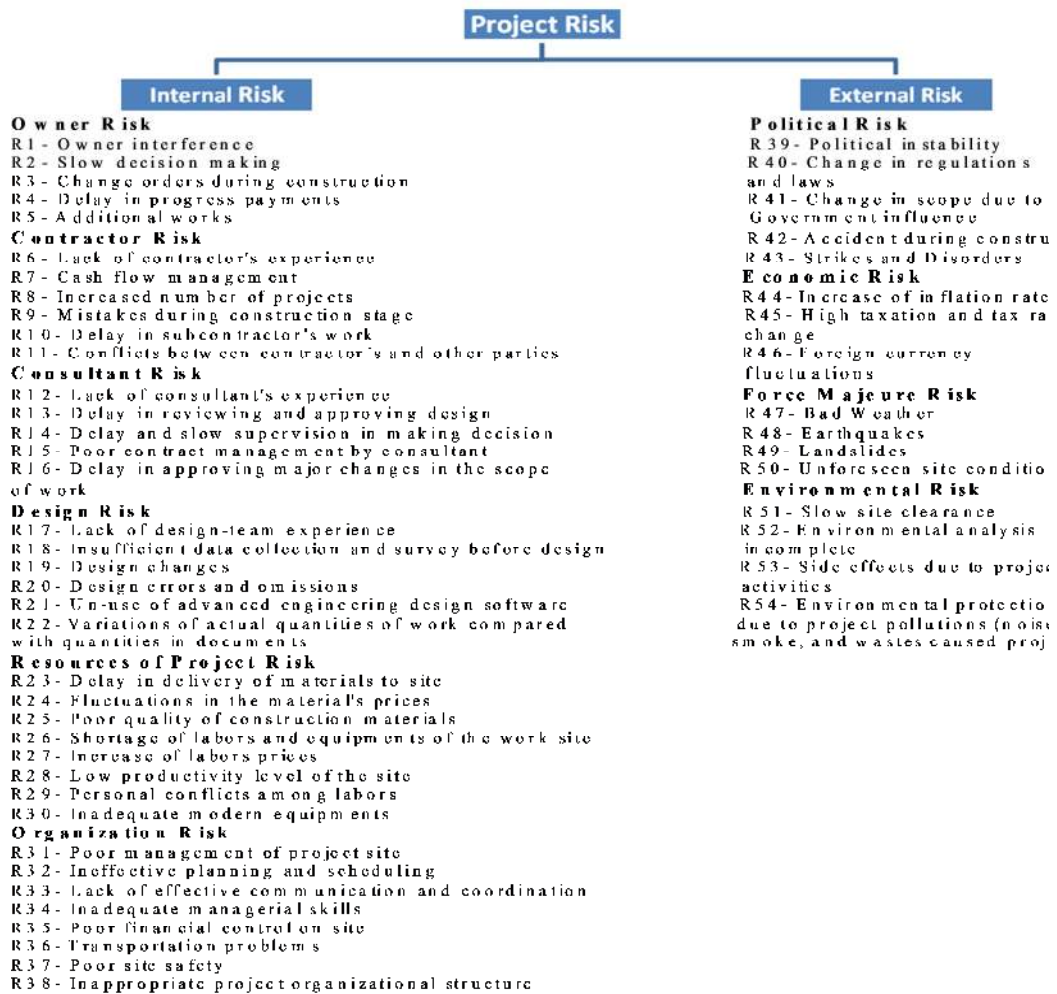 Project Risk
Internal Risk
Owner Risk
R1- Owner interference
R2- Slow decision making
R3- Change orders during construction
R4- Delay in progress payments
R5- Additional works
Contractor Risk
R6- Lack of contractor's experience
R7- Cash flow management
R8- Increased number of projects
R9- Mistakes during construction stage
R10- Delay in subcontractor's work
R11- Conflicts between contractor's and other parties
Consultant Risk
R12- Lack of consultant's experience
R13- Delay in reviewing and approving design
R14- Delay and slow supervision in making decision
R15- Poor contract management by consultant
R16- Delay in approving major changes in the scope
of work
Design Risk
R17- Lack of design-team experience
R18- Insufficient data collection and survey before design
R19- Design changes
R20- Design errors and omissions
R21- Un-use of advanced engineering design software
R22- Variations of actual quantities of work compared
with quantities in documents
Resources of Project Risk
R23- Delay in delivery of materials to site
R24- Fluctuations in the material's prices
R25- Poor quality of construction materials
R26- Shortage of labors and equipments of the work site
R27- Increase of labors prices
R28- Low productivity level of the site
R29- Personal conflicts among labors
R30- Inadequate modern equipments
Organization Risk
R31- Poor management of project site
R32- Ineffective planning and scheduling
R33- Lack of effective communication and coordination
R34- Inadequate managerial skills
R35- Poor financial control on site
R36- Transportation problems
R37- Poor site safety
R38- Inappropriate project organizational structure
External Risk
Political Risk
R39- Political instability
R40- Change in regulations
and laws
R41- Change in scope due to
Government influence
R42- Accident during constru
R43- Strikes and Disorders
Economic Risk
R44- Increase of inflation rate
R45- High taxation and tax ra
change
R46- Foreign currency
fluctuations
Force Majeure Risk
R47- Bad Weather
R48- Earthquakes
R49- Landslides
R50- Unforeseen site conditio
Environmental Risk
R51- Slow site clearance
R52- Environmental analysis
incomplete
R53- Side effects due to projec
activities
R54- Environmental protectio
due to project pollutions (noise
smoke, and wastes caused proj